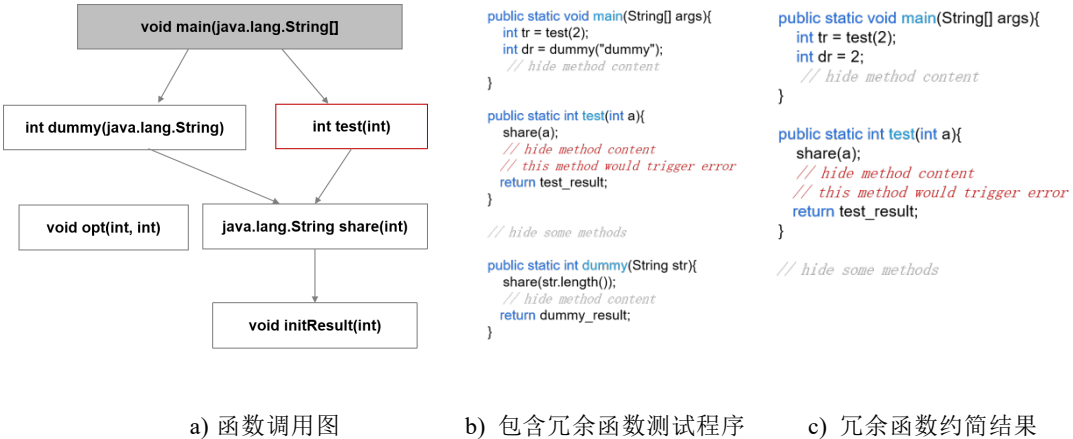 void main(java.lang.String[]
int dummy(java.lang.String)
int test(int)
void opt(int, int)
java.lang.String share(int)
void initResult(int)
public static void main(String[] args){
int tr = test(2);
int dr = dummy("dummy");
// hide method content
}
public static int test(int a){
share(a);
// hide method content
// this method would trigger error
return test_result;
}
// hide some methods
public static int dummy(String str){
share(str.length());
// hide method content
return dummy_result;
}
public static void main(String[] args){
int tr = test(2);
int dr = 2;
// hide method content
}
public static int test(int a){
share(a);
// hide method content
// this method would trigger error
return test_result;
}
// hide some methods
a) 函数调用图
b) 包含冗余函数测试程序
c) 冗余函数约简结果